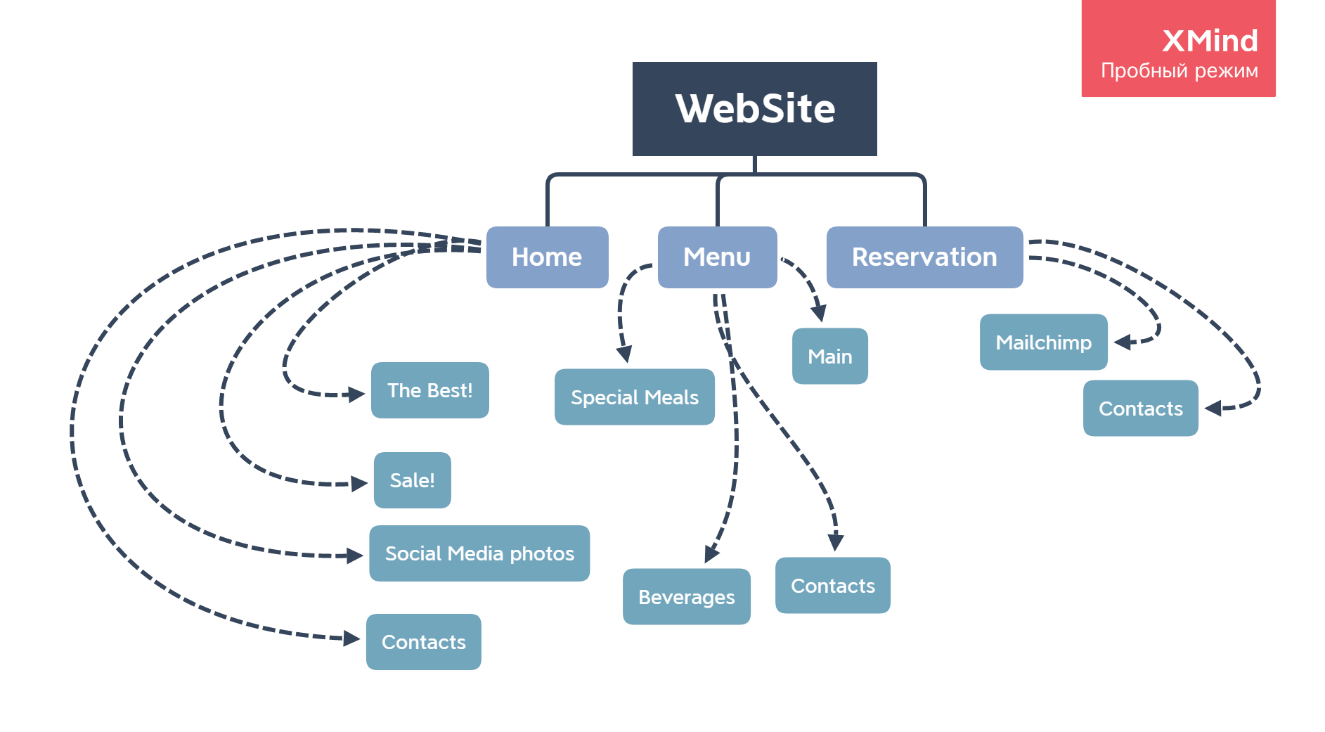 XMind
Пробный режим
WebSite
Home
Menu
Reservation
Mailchimp
Main
The Best!
Special Meals
Contacts
Sale!
Social Media photos
Beverages
Contacts
Contacts